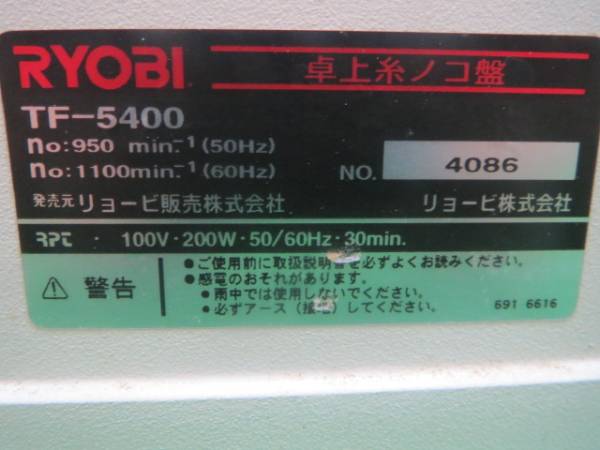 RYOBI 卓上糸ノコ盤
TF-5400
no:950 min.⁻¹(50Hz)
no:1100min.⁻¹(60Hz) NO. 4086
発売元 リョービ販売株式会社 リョービ株式会社
RPT · 100V·200W·50/60Hz·30min.
⚠ 警告
●ご使用前に取扱説明書を必ずよくお読みください。
●感電のおそれがあります。
●雨中では使用しないでください。
●必ずアース(接地)してください。
691 6616